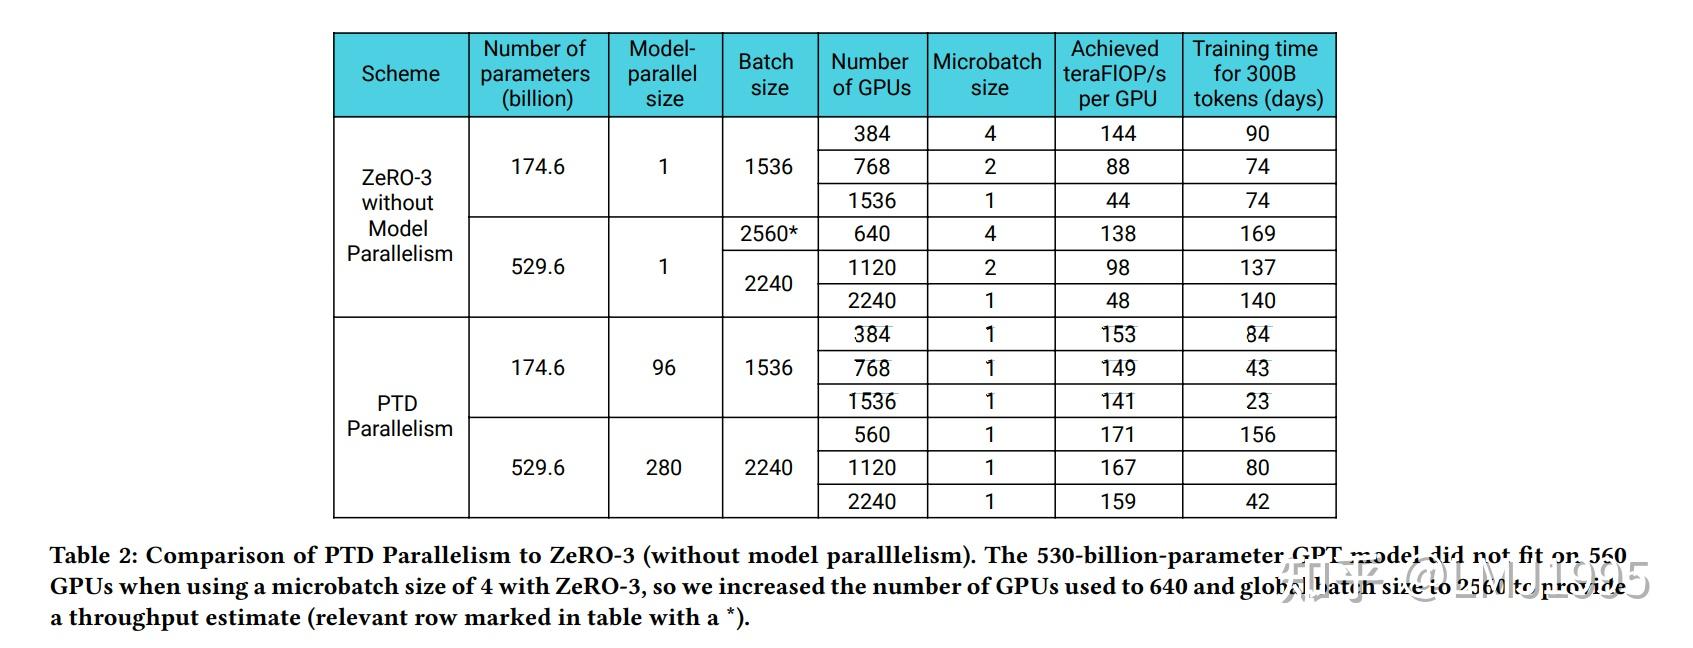 Scheme | Number of parameters (billion) | Model-parallel size | Batch size | Number of GPUs | Microbatch size | Achieved teraFlOP/s per GPU | Training time for 300B tokens (days)
ZeRO-3 without Model Parallelism | 174.6 | 1 | 1536 | 384 | 4 | 144 | 90
768 | 2 | 88 | 74
1536 | 1 | 44 | 74
529.6 | 1 | 2560* | 640 | 4 | 138 | 169
2240 | 1120 | 2 | 98 | 137
2240 | 1 | 48 | 140
PTD Parallelism | 174.6 | 96 | 1536 | 384 | 1 | 153 | 84
768 | 1 | 149 | 43
1536 | 1 | 141 | 23
529.6 | 280 | 2240 | 560 | 1 | 171 | 156
1120 | 1 | 167 | 80
2240 | 1 | 159 | 42
Table 2: Comparison of PTD Parallelism to ZeRO-3 (without model paralllelism). The 530-billion-parameter GPT model did not fit on 560
GPUs when using a microbatch size of 4 with ZeRO-3, so we increased the number of GPUs used to 640 and global batch size to 2560 to provide
a throughput estimate (relevant row marked in table with a *).
知乎 @LMJ1995